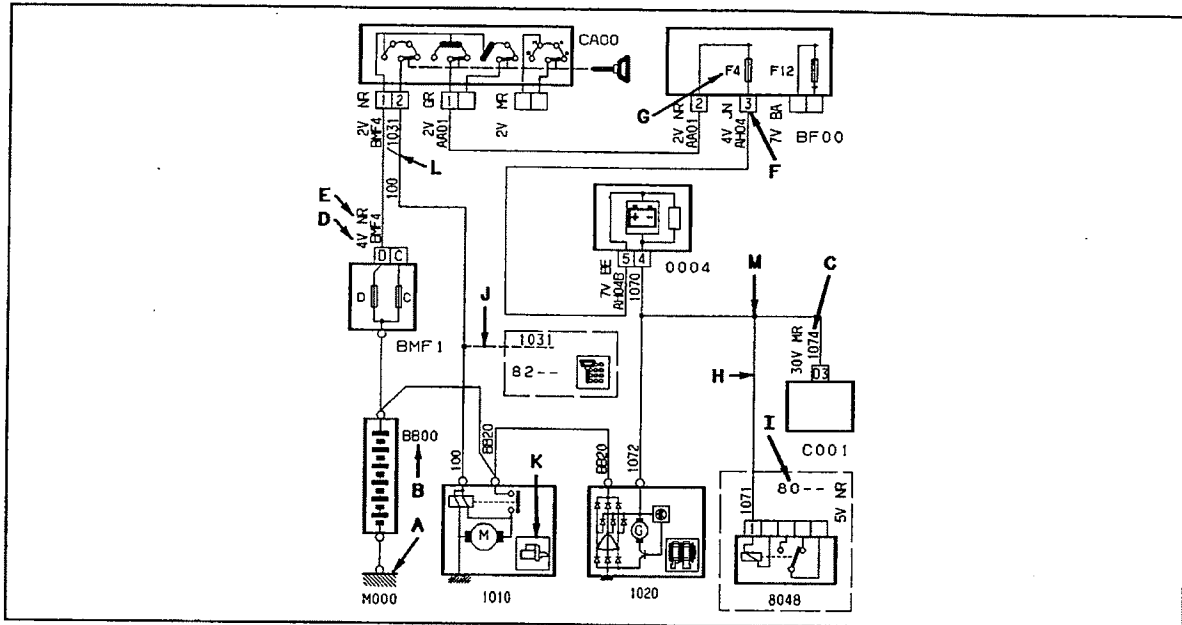 CA00
F4
F12
G
NR
1
2
GR
1
MR
2
NR
3
JN
BA
2V
BMF4
1031
2V
AA01
2V
2V
AA01
4V
AH04
7V
BF00
L
F
100
E
D
4V NR
BMF4
D C
5 4
0004
7V BE
AH04B
1070
M
C
D
C
BMF1
J
1031
82--
30V MR
1074
H
D3
C001
I
BB00
B
A
BB20
100
K
BB20
1072
80--
1071
5V NR
1
M
G
M000
1010
1020
8048